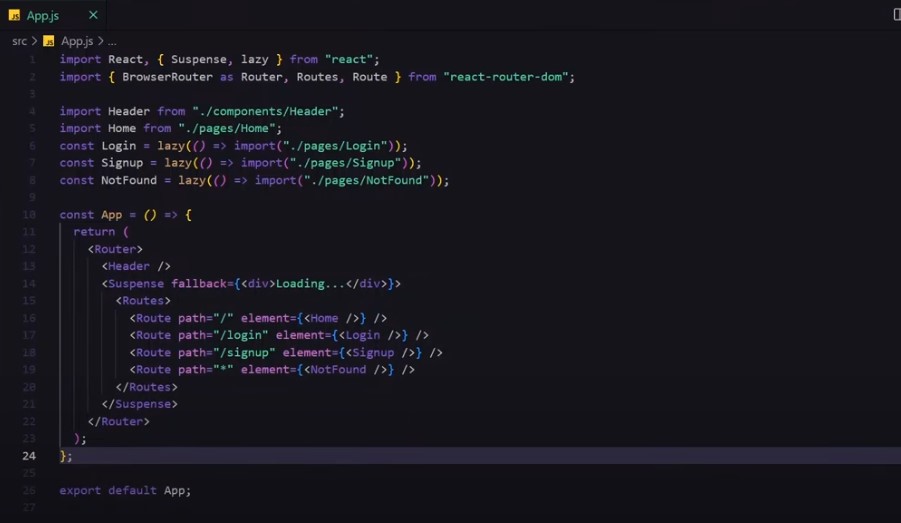 JS App.js ×
src > JS App.js > ...
1 import React, { Suspense, lazy } from "react";
2 import { BrowserRouter as Router, Routes, Route } from "react-router-dom";
3
4 import Header from "./components/Header";
5 import Home from "./pages/Home";
6 const Login = lazy(() => import("./pages/Login"));
7 const Signup = lazy(() => import("./pages/Signup"));
8 const NotFound = lazy(() => import("./pages/NotFound"));
9
10 const App = () => {
11   return (
12     <Router>
13       <Header />
14       <Suspense fallback={<div>Loading...</div>}>
15         <Routes>
16           <Route path="/" element={<Home />} />
17           <Route path="/login" element={<Login />} />
18           <Route path="/signup" element={<Signup />} />
19           <Route path="*" element={<NotFound />} />
20         </Routes>
21       </Suspense>
22     </Router>
23   );
24 };
25
26 export default App;
27